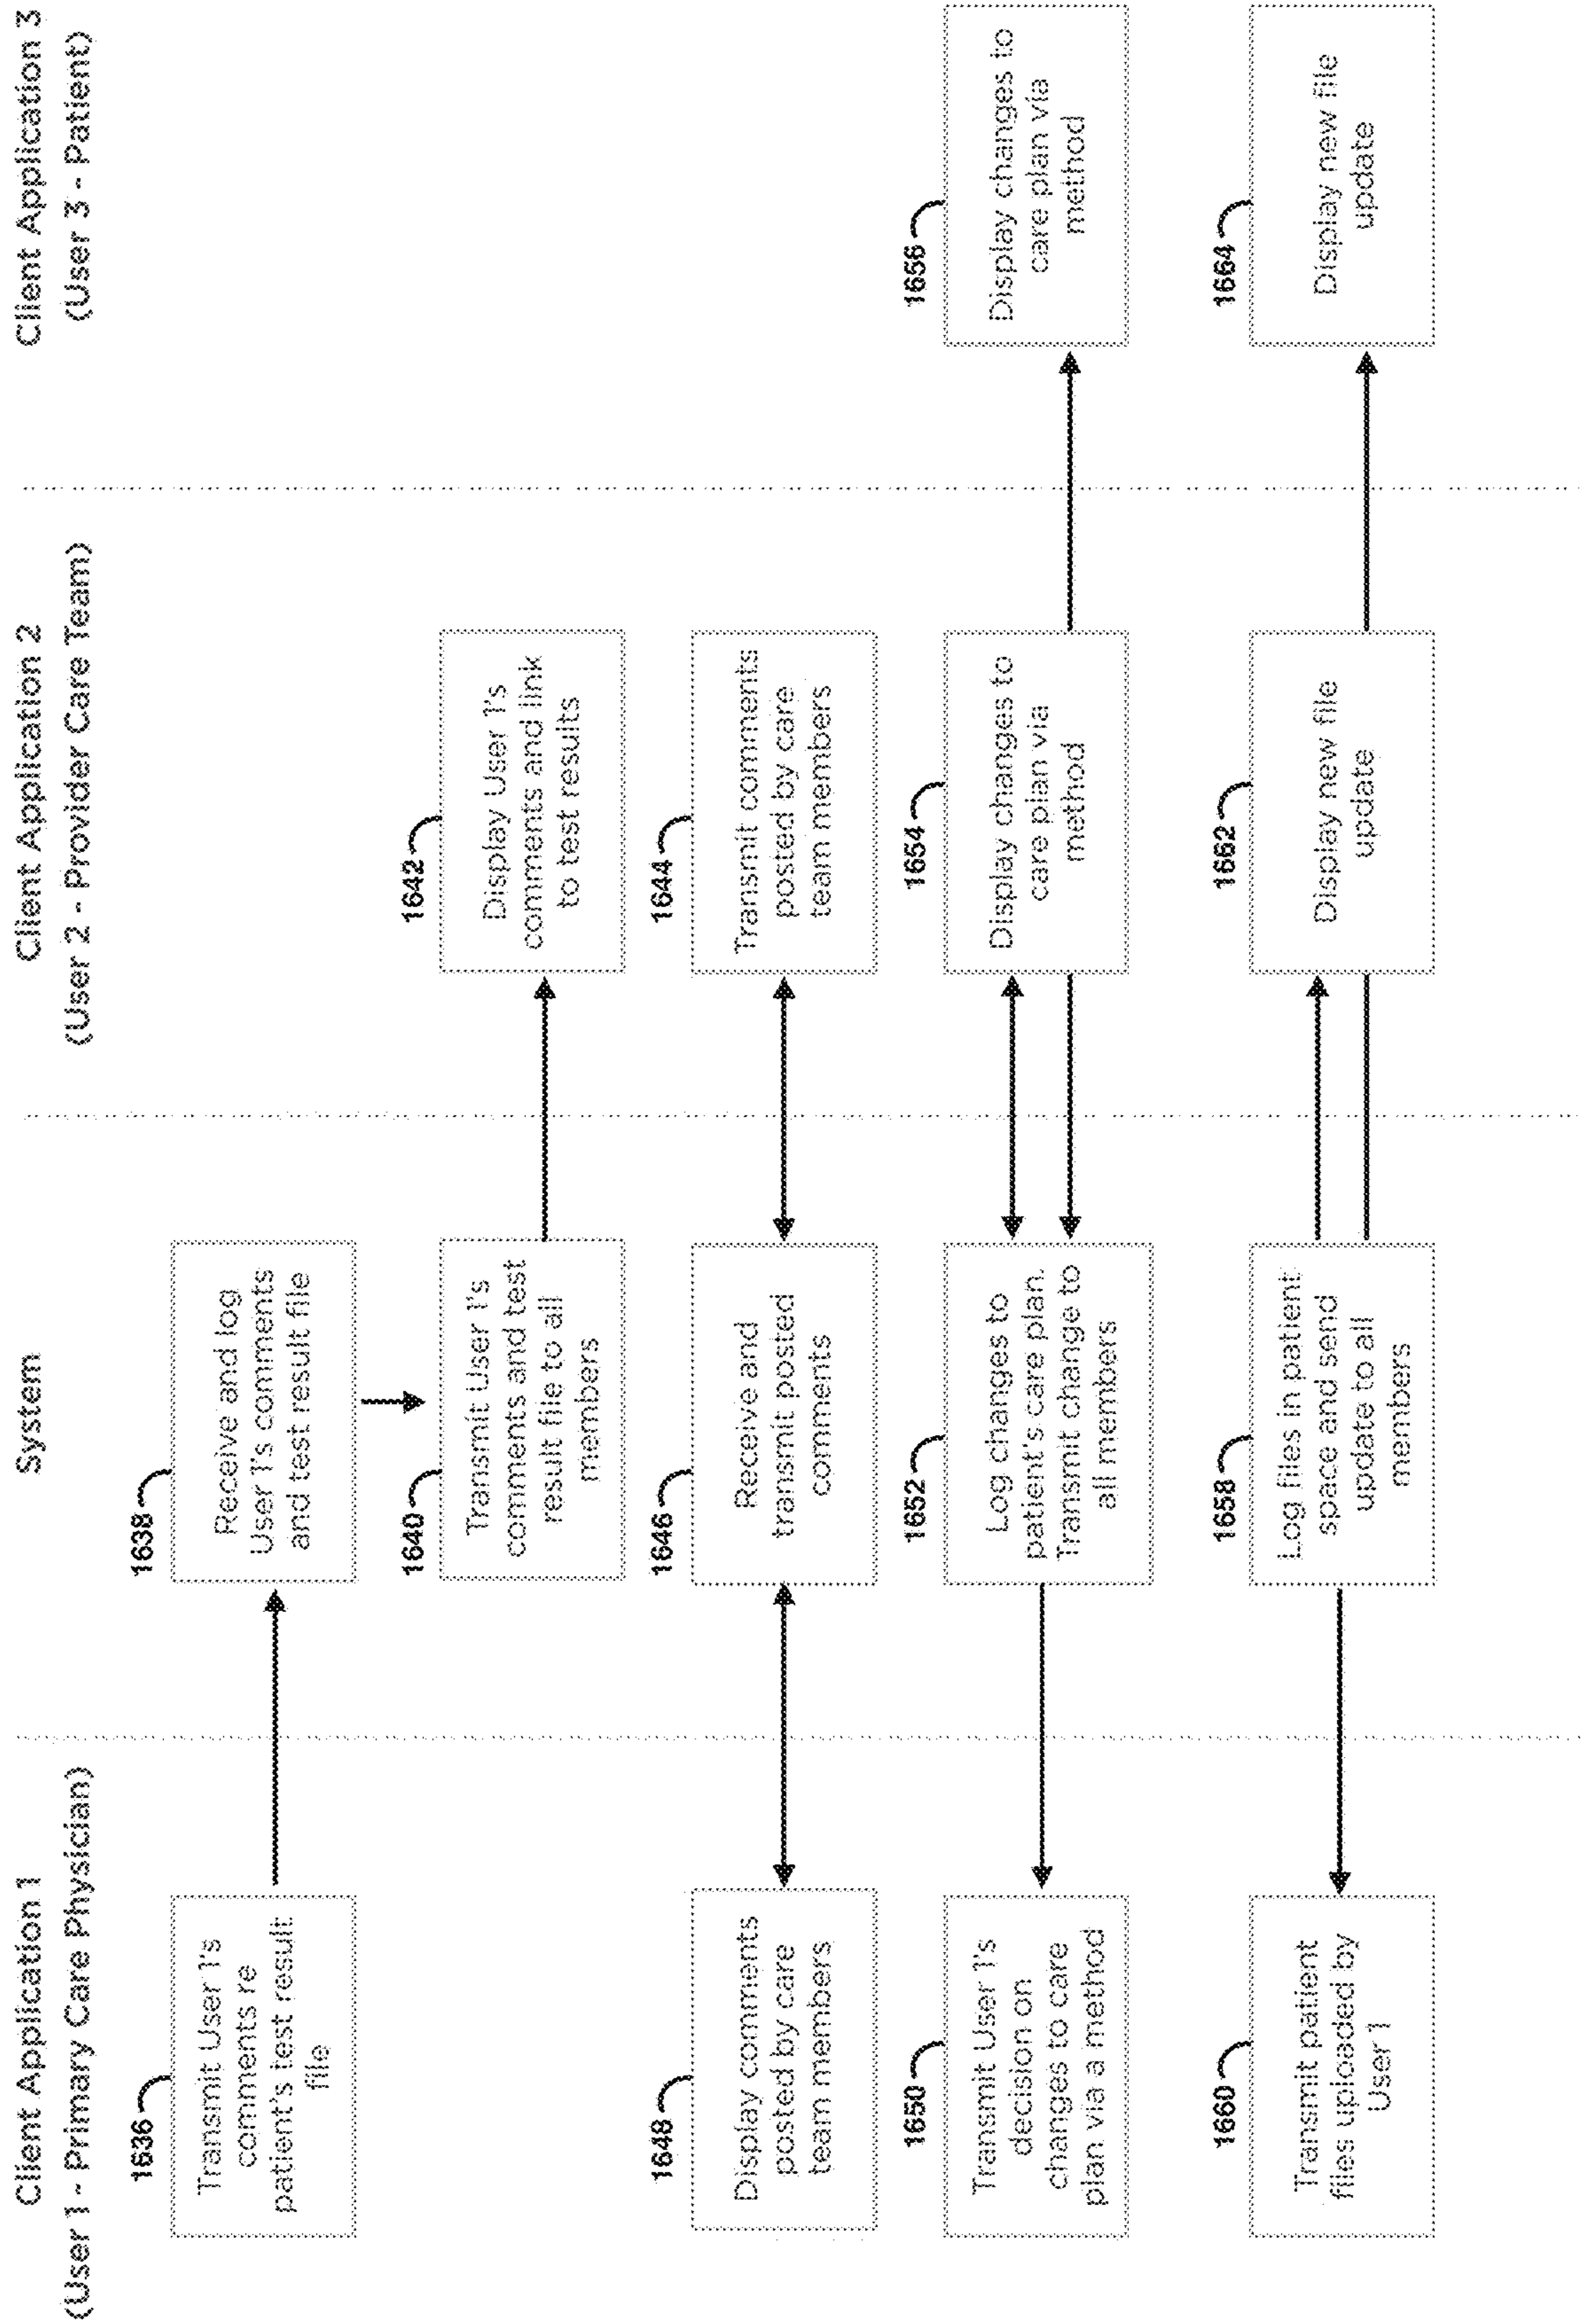 Client Application 1
(User 1 - Primary Care Physician)
System
Client Application 2
(User 2 - Provider Care Team)
Client Application 3
(User 3 - Patient)
1636
Transmit User 1's
comments re
patient's test result
file
1638
Receive and log
User 1's comments
and test result file
1640
Transmit User 1's
comments and test
result file to all
members
1642
Display User 1's
comments and link
to test results
1648
Display comments
posted by care
team members
1646
Receive and
transmit posted
comments
1644
Transmit comments
posted by care
team members
1650
Transmit User 1's
decision on
changes to care
plan via a method
1652
Log changes to
patient's care plan.
Transmit change to
all members
1654
Display changes to
care plan via
method
1656
Display changes to
care plan via
method
1660
Transmit patient
files uploaded by
User 1
1658
Log files in patient
space and send
update to all
members
1662
Display new file
update
1664
Display new file
update